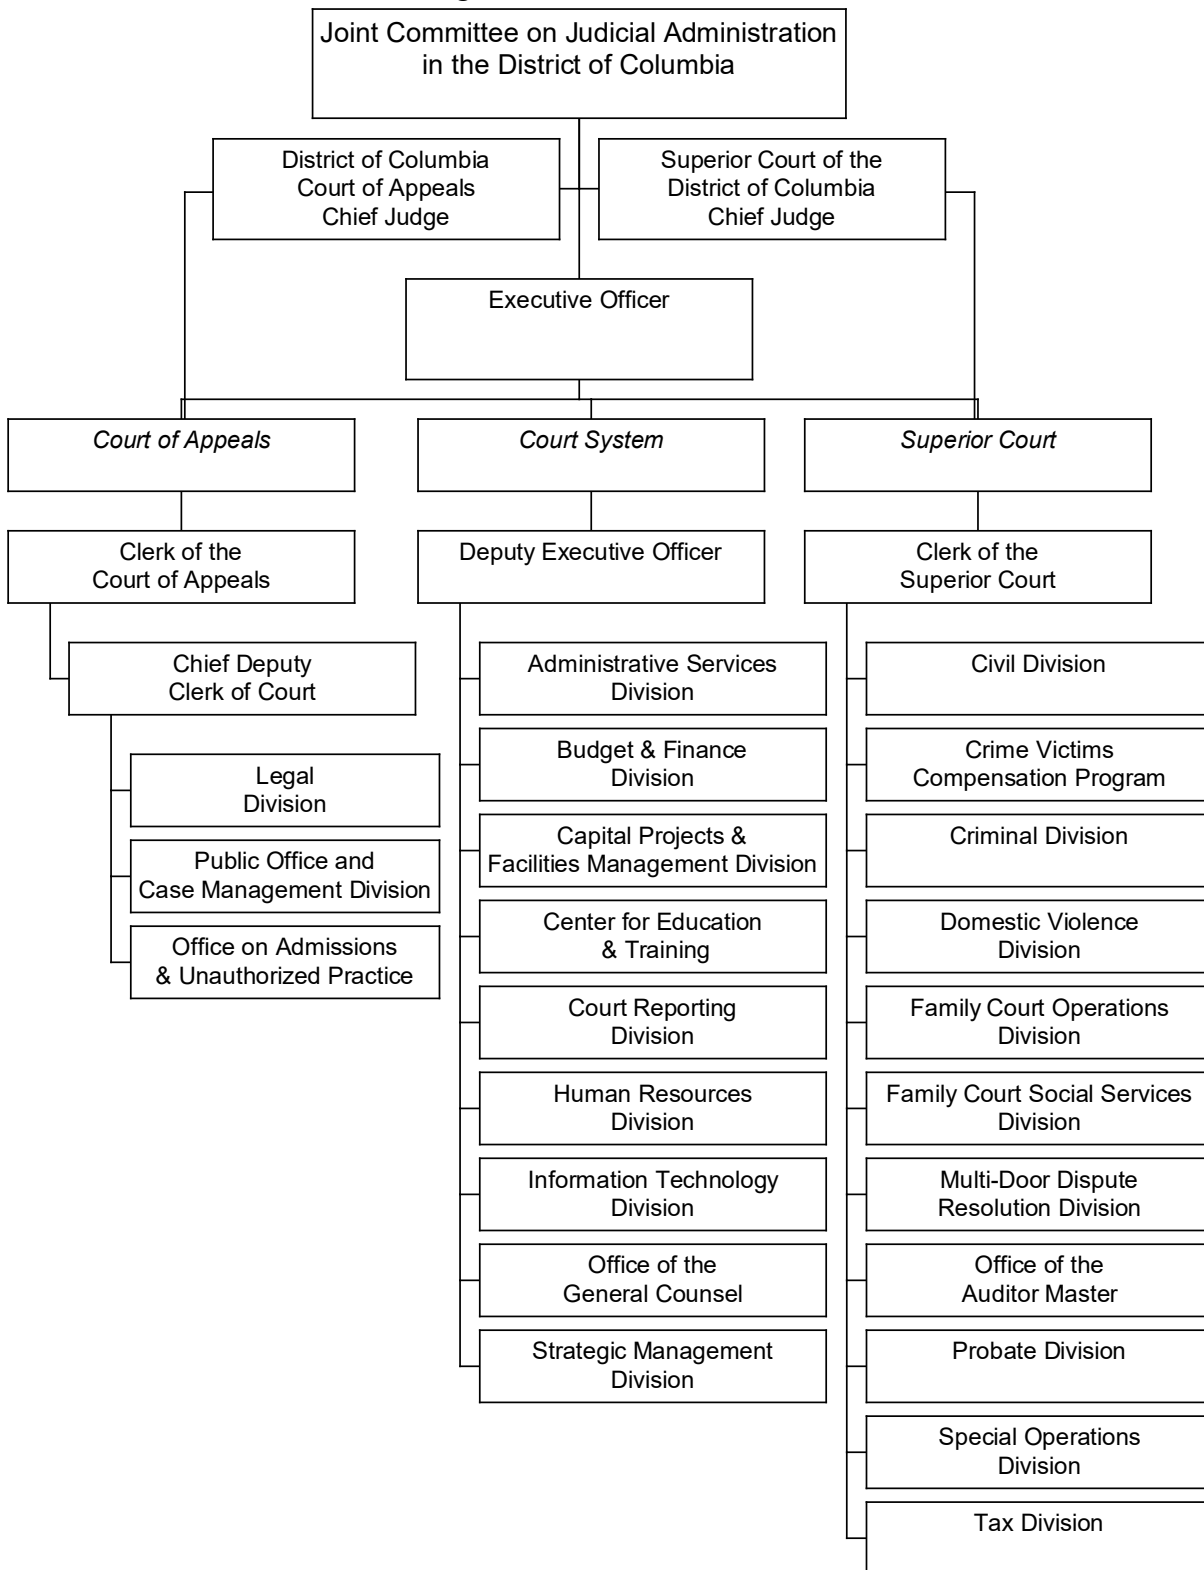 Joint Committee on Judicial Administration
in the District of Columbia
District of Columbia
Court of Appeals
Chief Judge
Superior Court of the
District of Columbia
Chief Judge
Executive Officer
Court of Appeals
Court System
Superior Court
Clerk of the
Court of Appeals
Deputy Executive Officer
Clerk of the
Superior Court
Chief Deputy
Clerk of Court
Legal
Division
Public Office and
Case Management Division
Office on Admissions
& Unauthorized Practice
Administrative Services
Division
Budget & Finance
Division
Capital Projects &
Facilities Management Division
Center for Education
& Training
Court Reporting
Division
Human Resources
Division
Information Technology
Division
Office of the
General Counsel
Strategic Management
Division
Civil Division
Crime Victims
Compensation Program
Criminal Division
Domestic Violence
Division
Family Court Operations
Division
Family Court Social Services
Division
Multi-Door Dispute
Resolution Division
Office of the
Auditor Master
Probate Division
Special Operations
Division
Tax Division